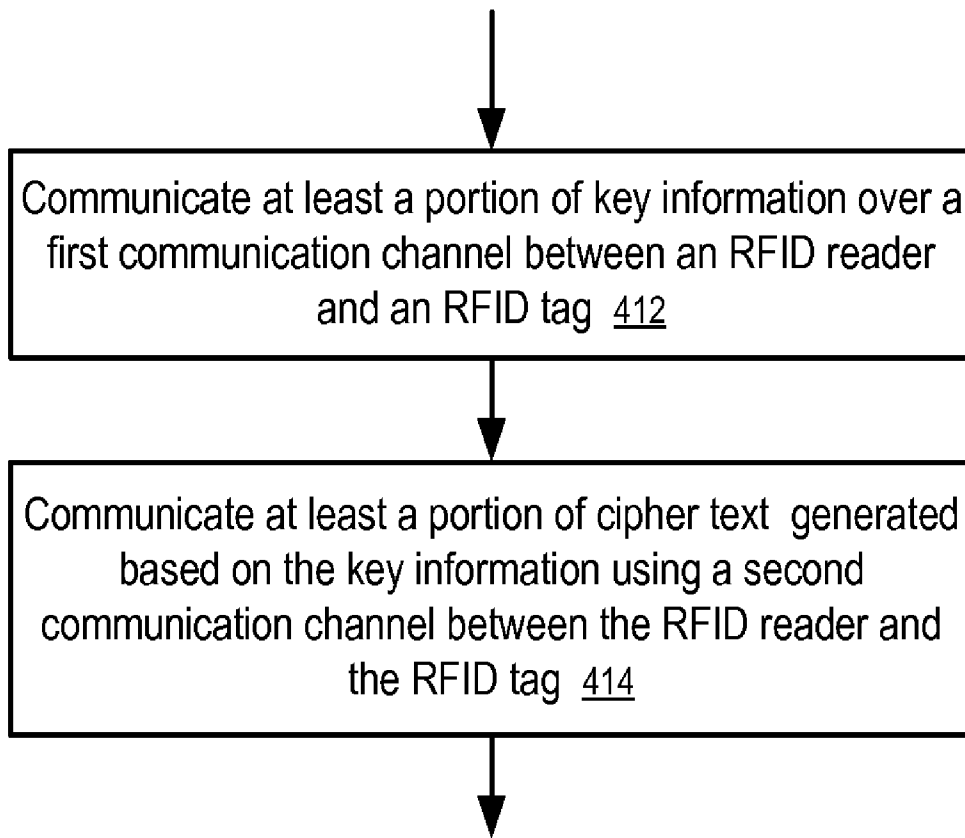 Communicate at least a portion of key information over a
first communication channel between an RFID reader
and an RFID tag 412
Communicate at least a portion of cipher text generated
based on the key information using a second
communication channel between the RFID reader and
the RFID tag 414